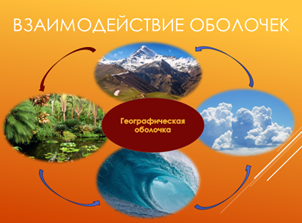 ВЗАИМОДЕЙСТВИЕ ОБОЛОЧЕК
Географическая
оболочка